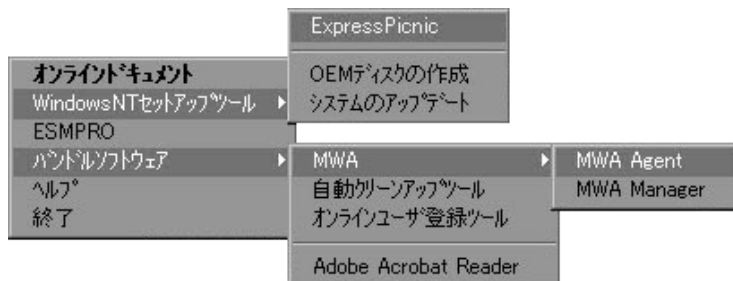 オンラインドキュメント
WindowsNTセットアップツール
ESMPRO
バンドルソフトウェア
ヘルプ
終了
ExpressPicnic
OEMディスクの作成
システムのアップデート
MWA
自動クリーンアップツール
オンラインユーザ登録ツール
Adobe Acrobat Reader
MWA Agent
MWA Manager